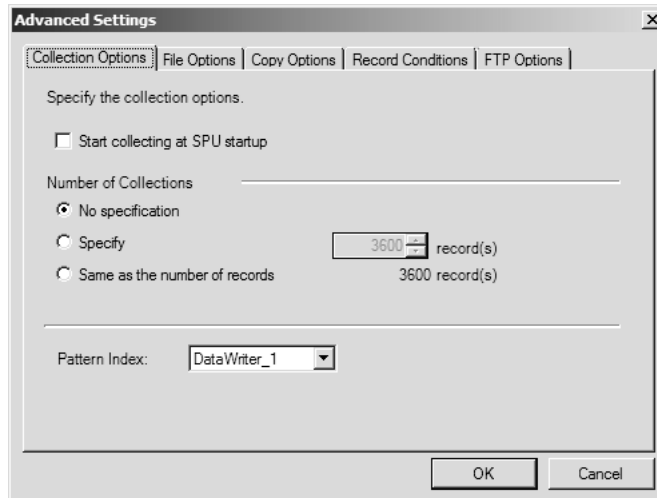 Advanced Settings
Collection Options File Options Copy Options Record Conditions FTP Options
Specify the collection options.
Start collecting at SPU startup
Number of Collections
No specification
Specify 3600 record(s)
Same as the number of records 3600 record(s)
Pattern Index: DataWriter_1
OK Cancel